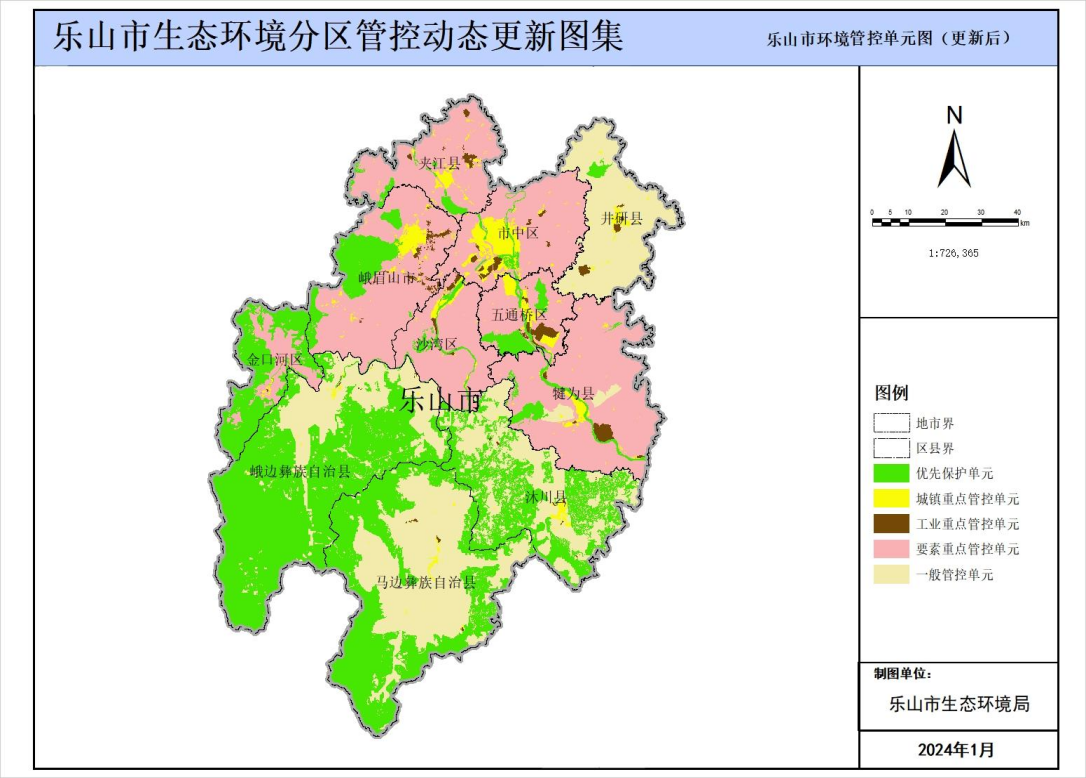 乐山市生态环境分区管控动态更新图集
乐山市环境管控单元图（更新后）
N
0 5 10 20 30 40
km
1:726,365
夹江县
井研县
市中区
峨眉山市
五通桥区
沙湾区
金口河区
犍为县
乐山市
峨边彝族自治县
沐川县
马边彝族自治县
图例
地市界
区县界
优先保护单元
城镇重点管控单元
工业重点管控单元
要素重点管控单元
一般管控单元
制图单位：
乐山市生态环境局
2024年1月